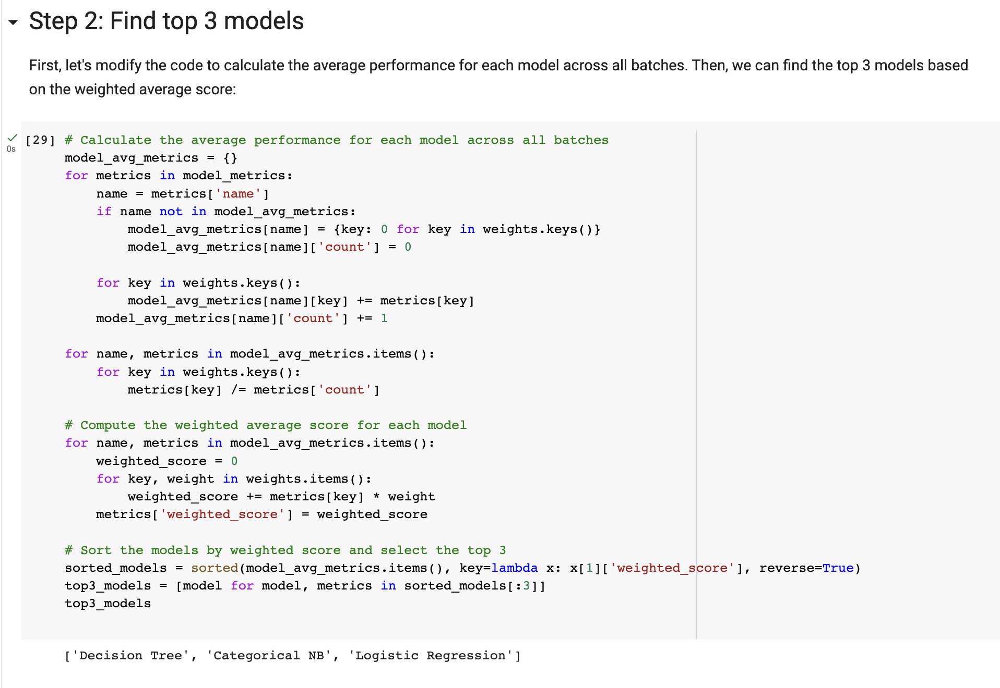 Step 2: Find top 3 models
First, let's modify the code to calculate the average performance for each model across all batches. Then, we can find the top 3 models based
on the weighted average score:
[29] # Calculate the average performance for each model across all batches
0s
model_avg_metrics = {}
for metrics in model_metrics:
    name = metrics['name']
    if name not in model_avg_metrics:
        model_avg_metrics[name] = {key: 0 for key in weights.keys()}
        model_avg_metrics[name]['count'] = 0
    for key in weights.keys():
        model_avg_metrics[name][key] += metrics[key]
    model_avg_metrics[name]['count'] += 1
for name, metrics in model_avg_metrics.items():
    for key in weights.keys():
        metrics[key] /= metrics['count']
# Compute the weighted average score for each model
for name, metrics in model_avg_metrics.items():
    weighted_score = 0
    for key, weight in weights.items():
        weighted_score += metrics[key] * weight
    metrics['weighted_score'] = weighted_score
# Sort the models by weighted score and select the top 3
sorted_models = sorted(model_avg_metrics.items(), key=lambda x: x[1]['weighted_score'], reverse=True)
top3_models = [model for model, metrics in sorted_models[:3]]
top3_models
['Decision Tree', 'Categorical NB', 'Logistic Regression']